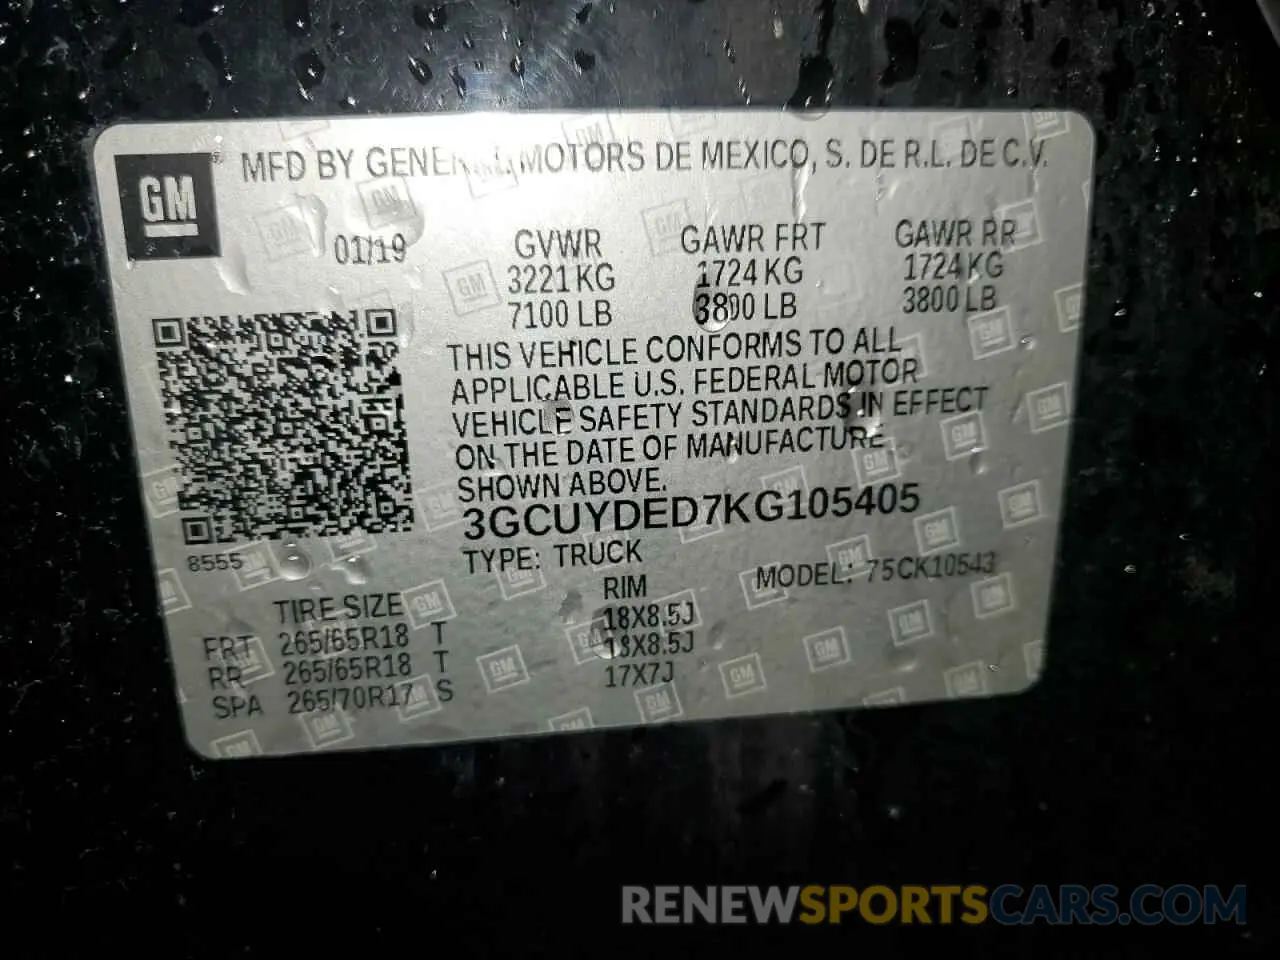 GM MFD BY GENERAL MOTORS DE MEXICO, S. DE R.L. DE C.V.
01/19 GVWR GAWR FRT GAWR RR
3221 KG 1724 KG 1724 KG
7100 LB 3800 LB 3800 LB
THIS VEHICLE CONFORMS TO ALL
APPLICABLE U.S. FEDERAL MOTOR
VEHICLE SAFETY STANDARDS IN EFFECT
ON THE DATE OF MANUFACTURE
SHOWN ABOVE.
3GCUYDED7KG105405
8555 TYPE: TRUCK MODEL: 75CK10543
TIRE SIZE RIM
FRT 265/65R18 T 18X8.5J
RR 265/65R18 T 18X8.5J
SPA 265/70R17 S 17X7J
RENEWSPORTSCARS.COM